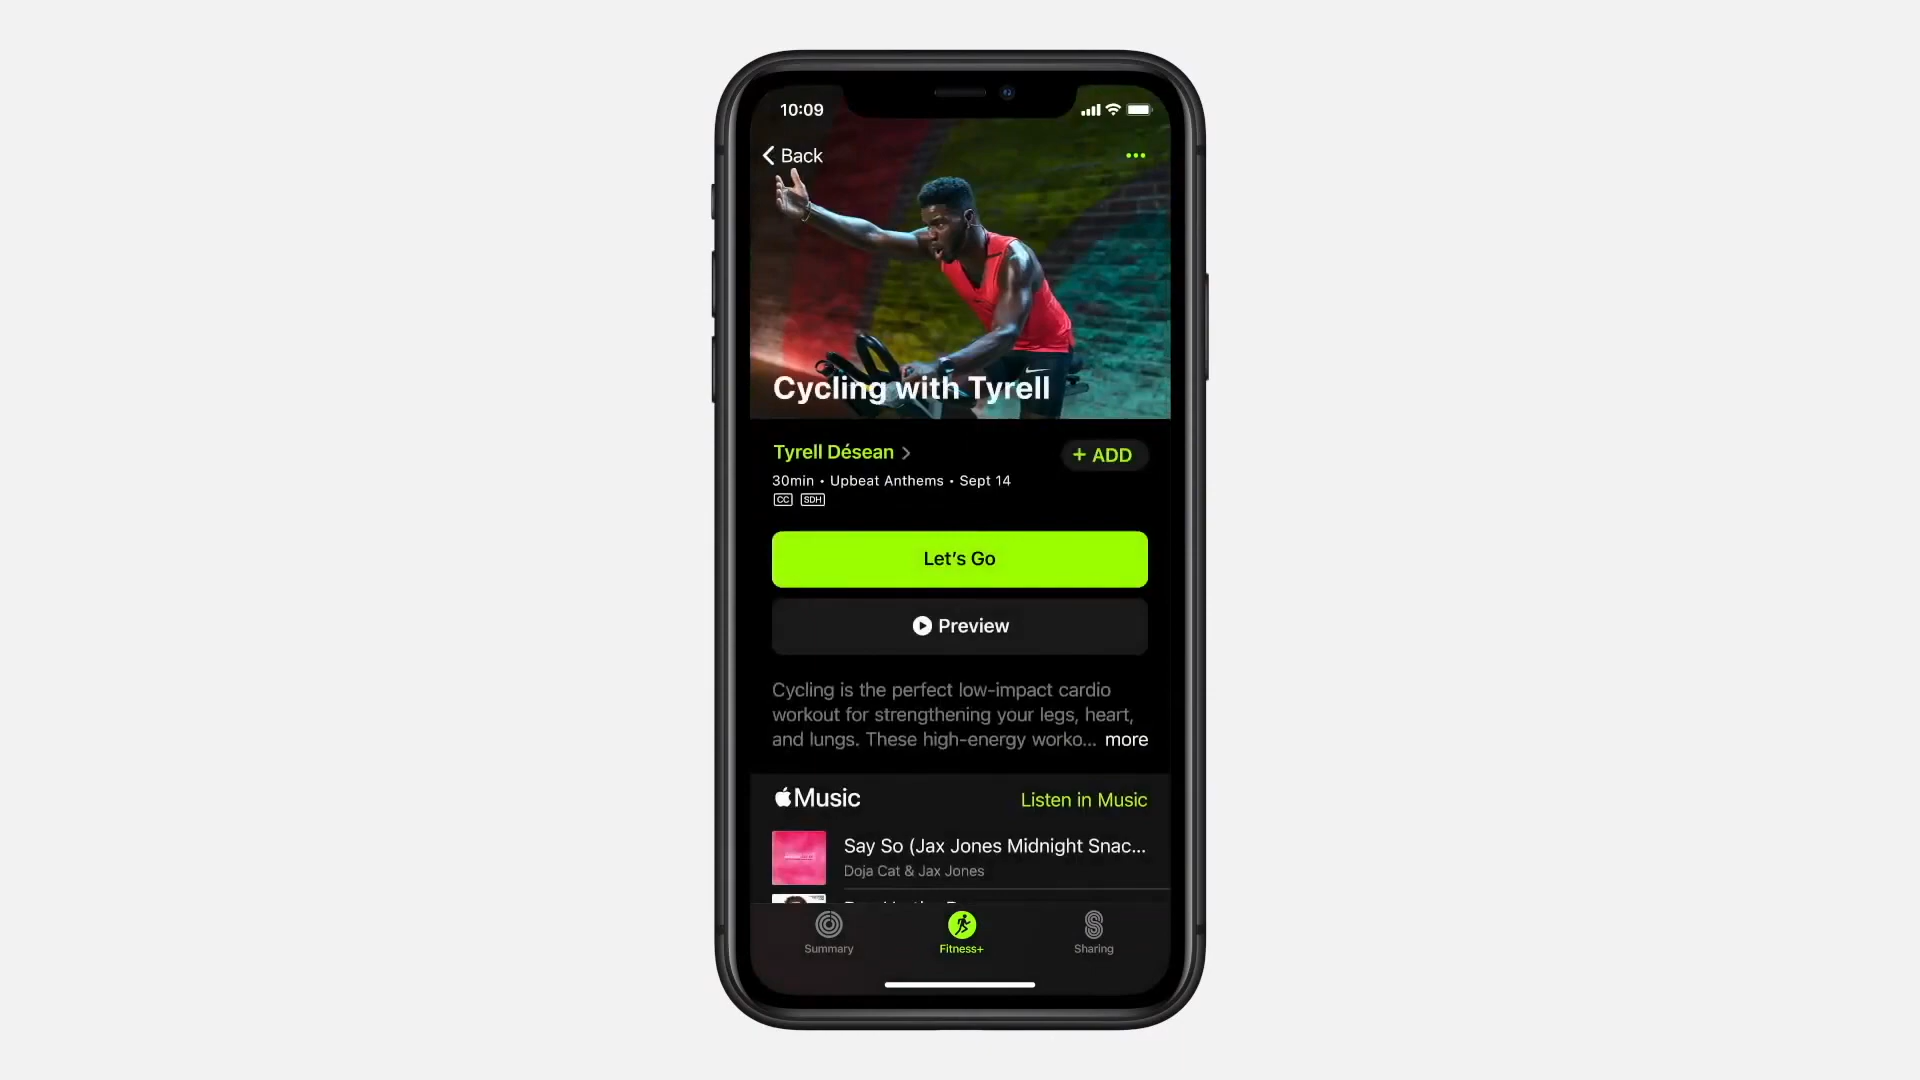 10:09
Back
Cycling with Tyrell
Tyrell Désean
+ ADD
30min • Upbeat Anthems • Sept 14
CC SDH
Let’s Go
Preview
Cycling is the perfect low-impact cardio
workout for strengthening your legs, heart,
and lungs. These high-energy worko... more
Music
Listen in Music
Say So (Jax Jones Midnight Snac...
Doja Cat & Jax Jones
Summary
Fitness+
Sharing